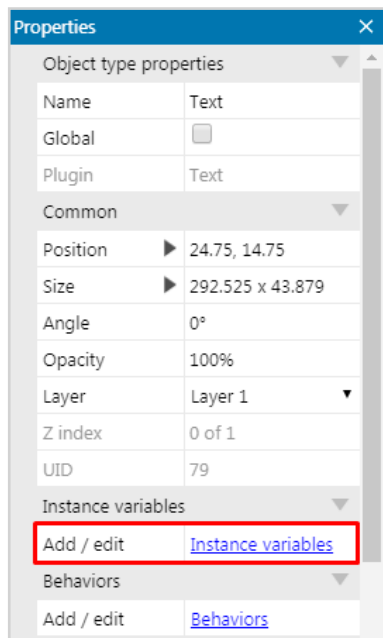 Properties
Object type properties
Name Text
Global
Plugin Text
Common
Position 24.75, 14.75
Size 292.525 x 43.879
Angle 0°
Opacity 100%
Layer Layer 1
Z index 0 of 1
UID 79
Instance variables
Add / edit Instance variables
Behaviors
Add / edit Behaviors